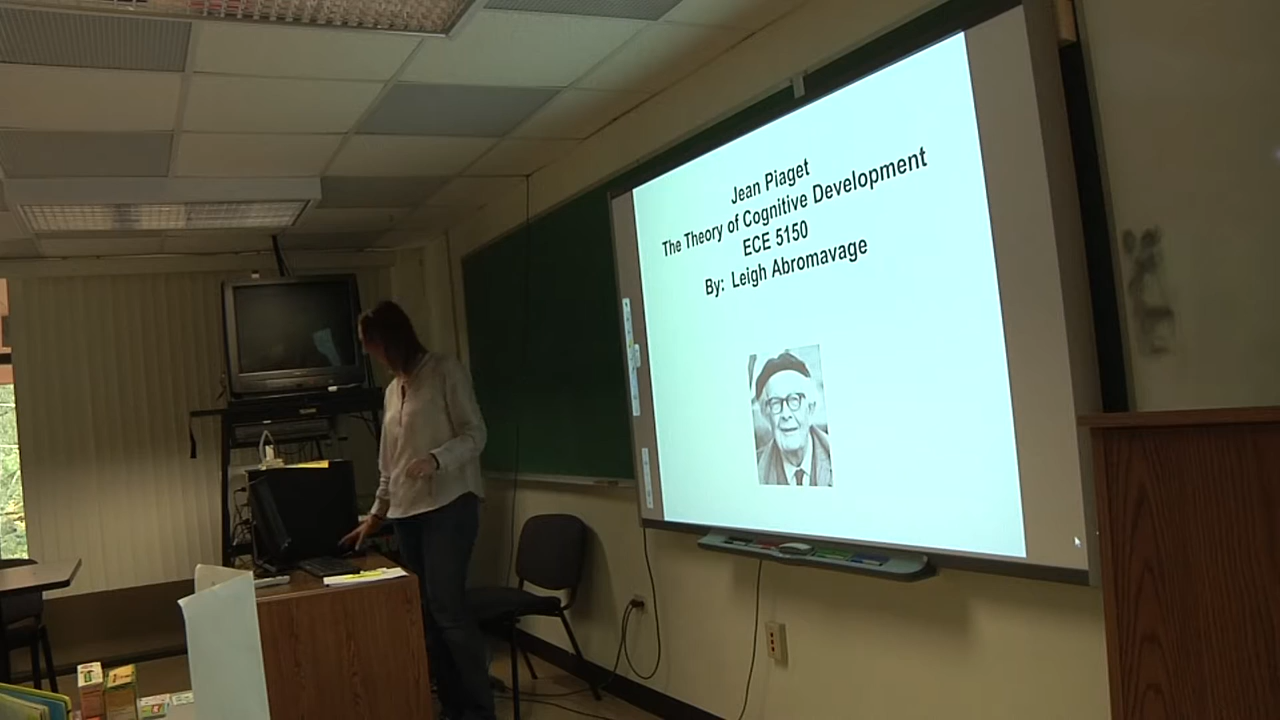 Jean Piaget
The Theory of Cognitive Development
ECE 5150
By: Leigh Abromavage